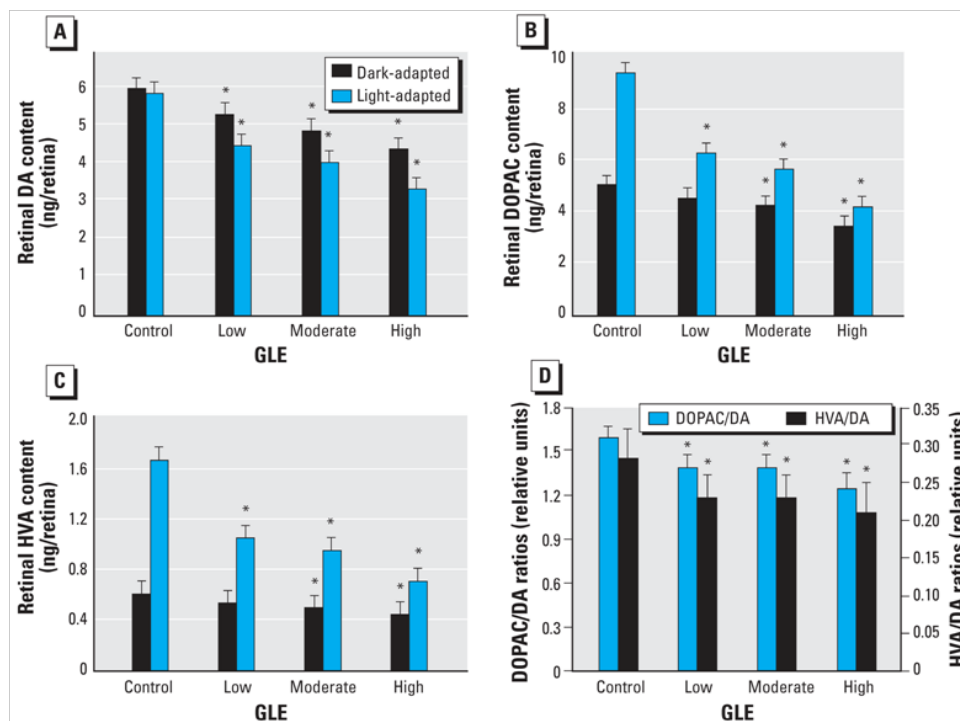 A
Retinal DA content
(ng/retina)
6
5
4
3
2
1
0
Dark-adapted
Light-adapted
*
*
*
*
*
*
Control
Low
Moderate
High
GLE
B
Retinal DOPAC content
(ng/retina)
10
8
6
4
2
0
*
*
*
*
*
Control
Low
Moderate
High
GLE
C
Retinal HVA content
(ng/retina)
2.0
1.6
1.2
0.8
0.4
0
*
*
*
*
*
Control
Low
Moderate
High
GLE
D
DOPAC/DA ratios (relative units)
1.8
1.5
1.2
0.9
0.6
0.3
0
DOPAC/DA
HVA/DA
*
*
*
*
*
*
0.35
0.30
0.25
0.20
0.15
0.10
0.05
0
HVA/DA ratios (relative units)
Control
Low
Moderate
High
GLE